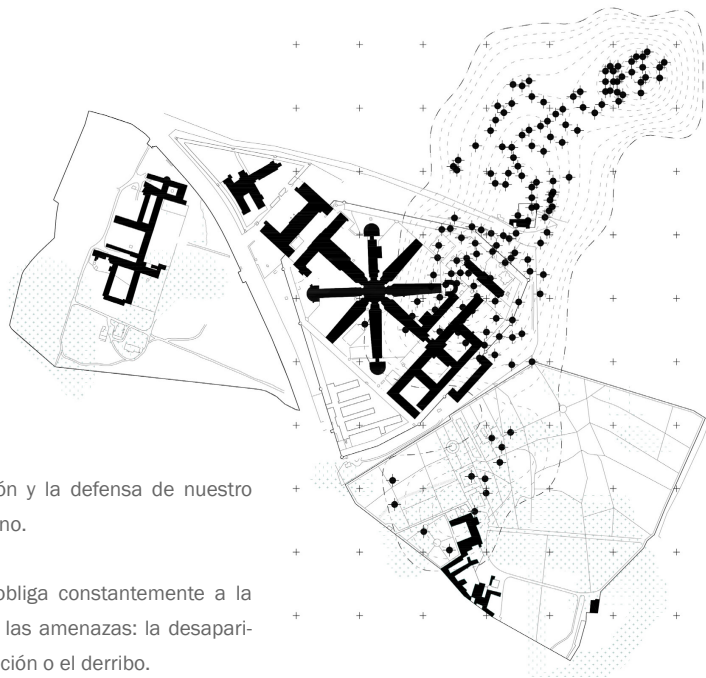 ón y la defensa de nuestro
no.
obliga constantemente a la
las amenazas: la desapari-
ción o el derribo.